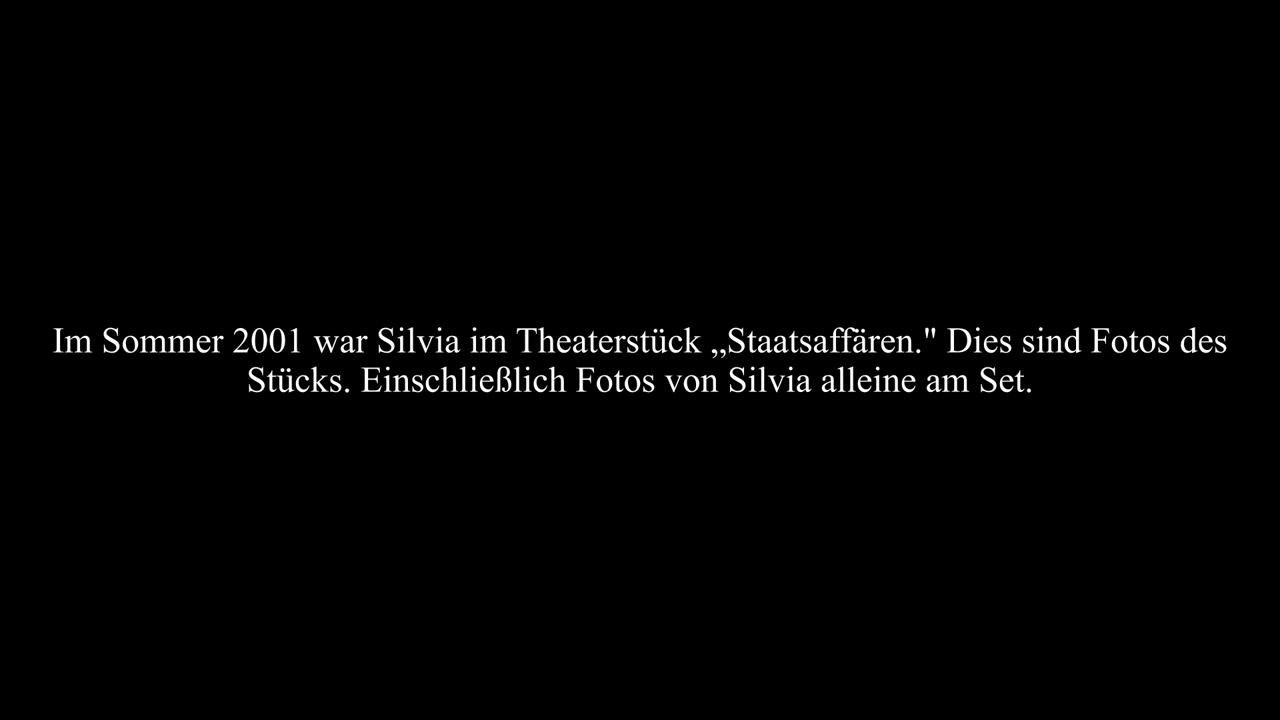 Im Sommer 2001 war Silvia im Theaterstück „Staatsaffären." Dies sind Fotos des
Stücks. Einschließlich Fotos von Silvia alleine am Set.